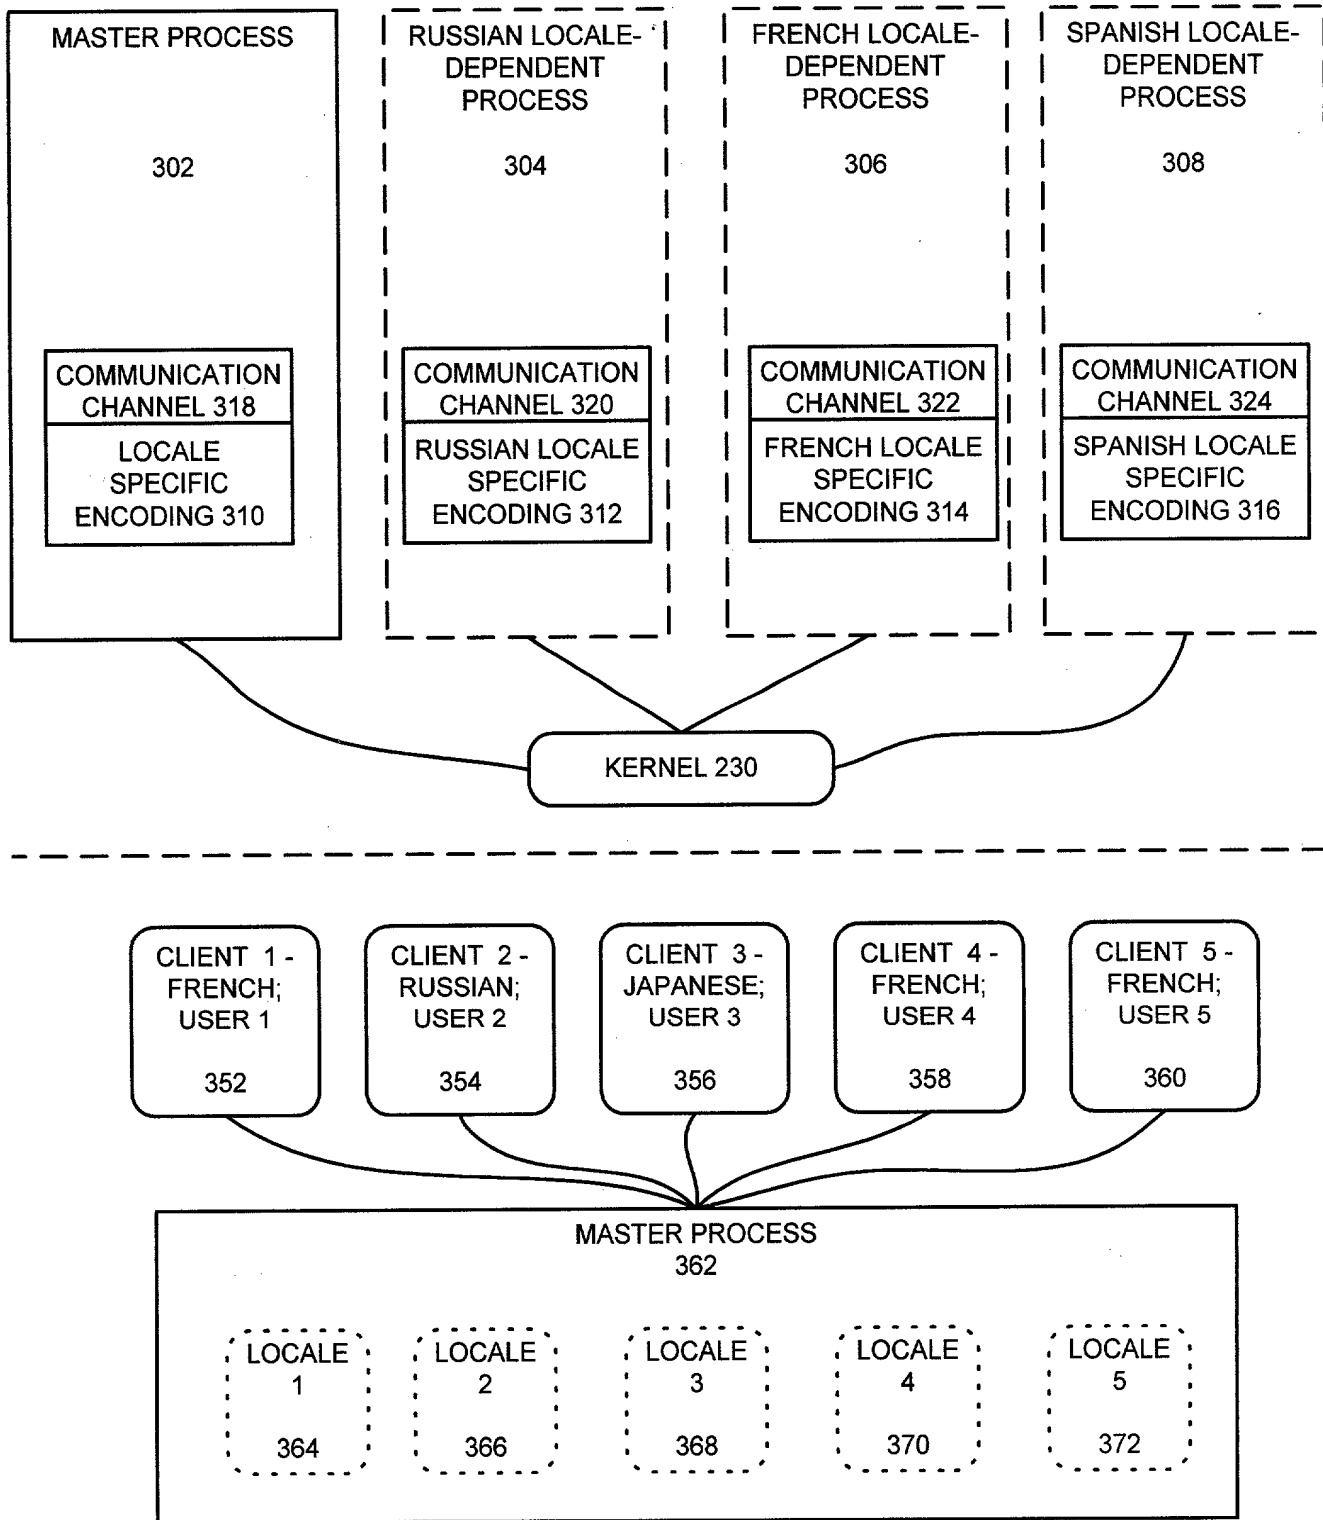 MASTER PROCESS
302
COMMUNICATION
CHANNEL 318
LOCALE
SPECIFIC
ENCODING 310
RUSSIAN LOCALE-
DEPENDENT
PROCESS
304
COMMUNICATION
CHANNEL 320
RUSSIAN LOCALE
SPECIFIC
ENCODING 312
FRENCH LOCALE-
DEPENDENT
PROCESS
306
COMMUNICATION
CHANNEL 322
FRENCH LOCALE
SPECIFIC
ENCODING 314
SPANISH LOCALE-
DEPENDENT
PROCESS
308
COMMUNICATION
CHANNEL 324
SPANISH LOCALE
SPECIFIC
ENCODING 316
KERNEL 230
CLIENT 1 -
FRENCH;
USER 1
352
CLIENT 2 -
RUSSIAN;
USER 2
354
CLIENT 3 -
JAPANESE;
USER 3
356
CLIENT 4 -
FRENCH;
USER 4
358
CLIENT 5 -
FRENCH;
USER 5
360
MASTER PROCESS
362
LOCALE
1
364
LOCALE
2
366
LOCALE
3
368
LOCALE
4
370
LOCALE
5
372